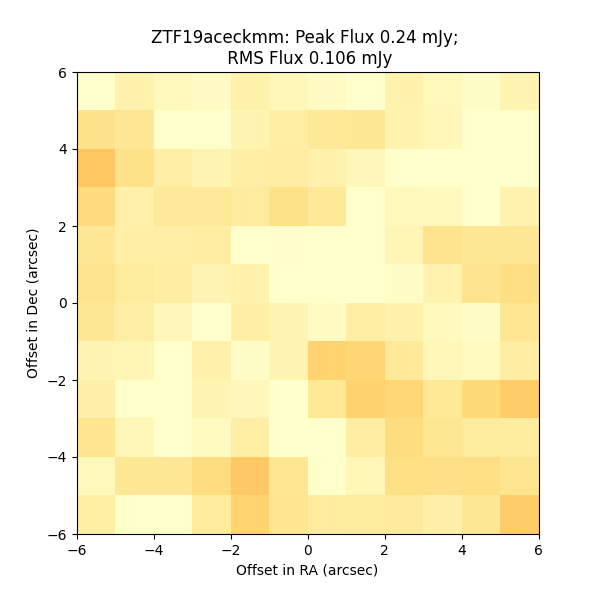 ZTF19aceckmm: Peak Flux 0.24 mJy;
RMS Flux 0.106 mJy
6
4
2
0
−2
−4
−6
Offset in Dec (arcsec)
−6 −4 −2 0 2 4 6
Offset in RA (arcsec)